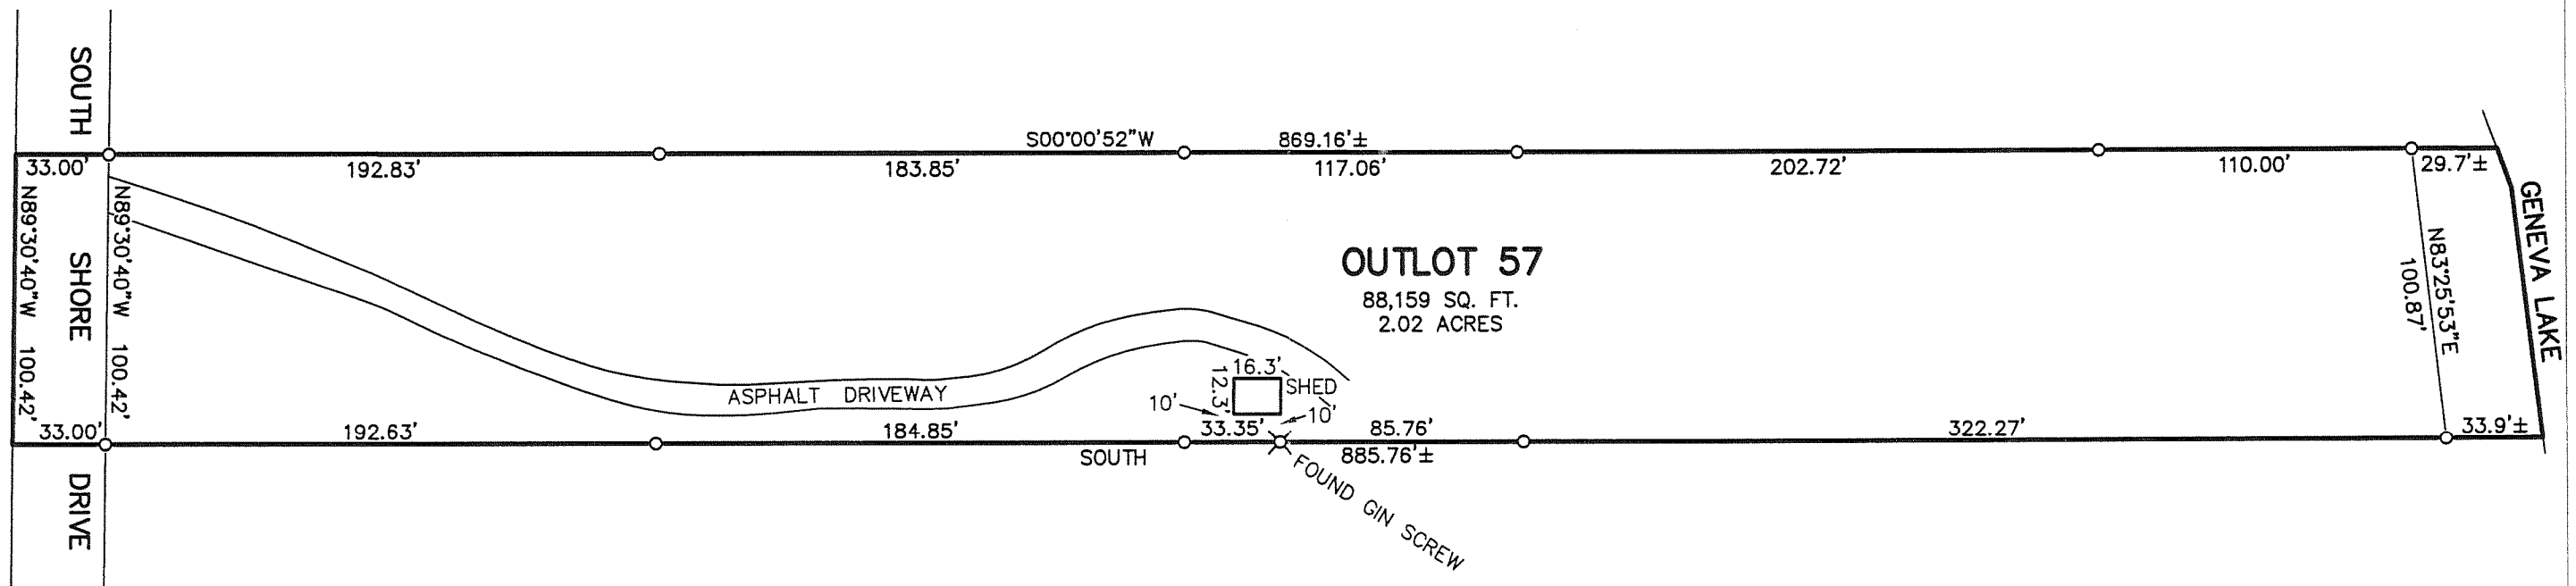 SOUTH SHORE DRIVE
S00°00'52"W 869.16'±
33.00' 192.83' 183.85' 117.06' 202.72' 110.00' 29.7'±
N89°30'40"W 100.42'
N89°30'40"W 100.42'
OUTLOT 57
88,159 SQ. FT.
2.02 ACRES
GENEVA LAKE
N83°25'53"E
100.87'
ASPHALT DRIVEWAY
16.3'
12.3'
SHED
10'
10'
33.00' 192.63' 184.85' 33.35' 85.76' 322.27' 33.9'±
SOUTH 885.76'±
FOUND GIN SCREW